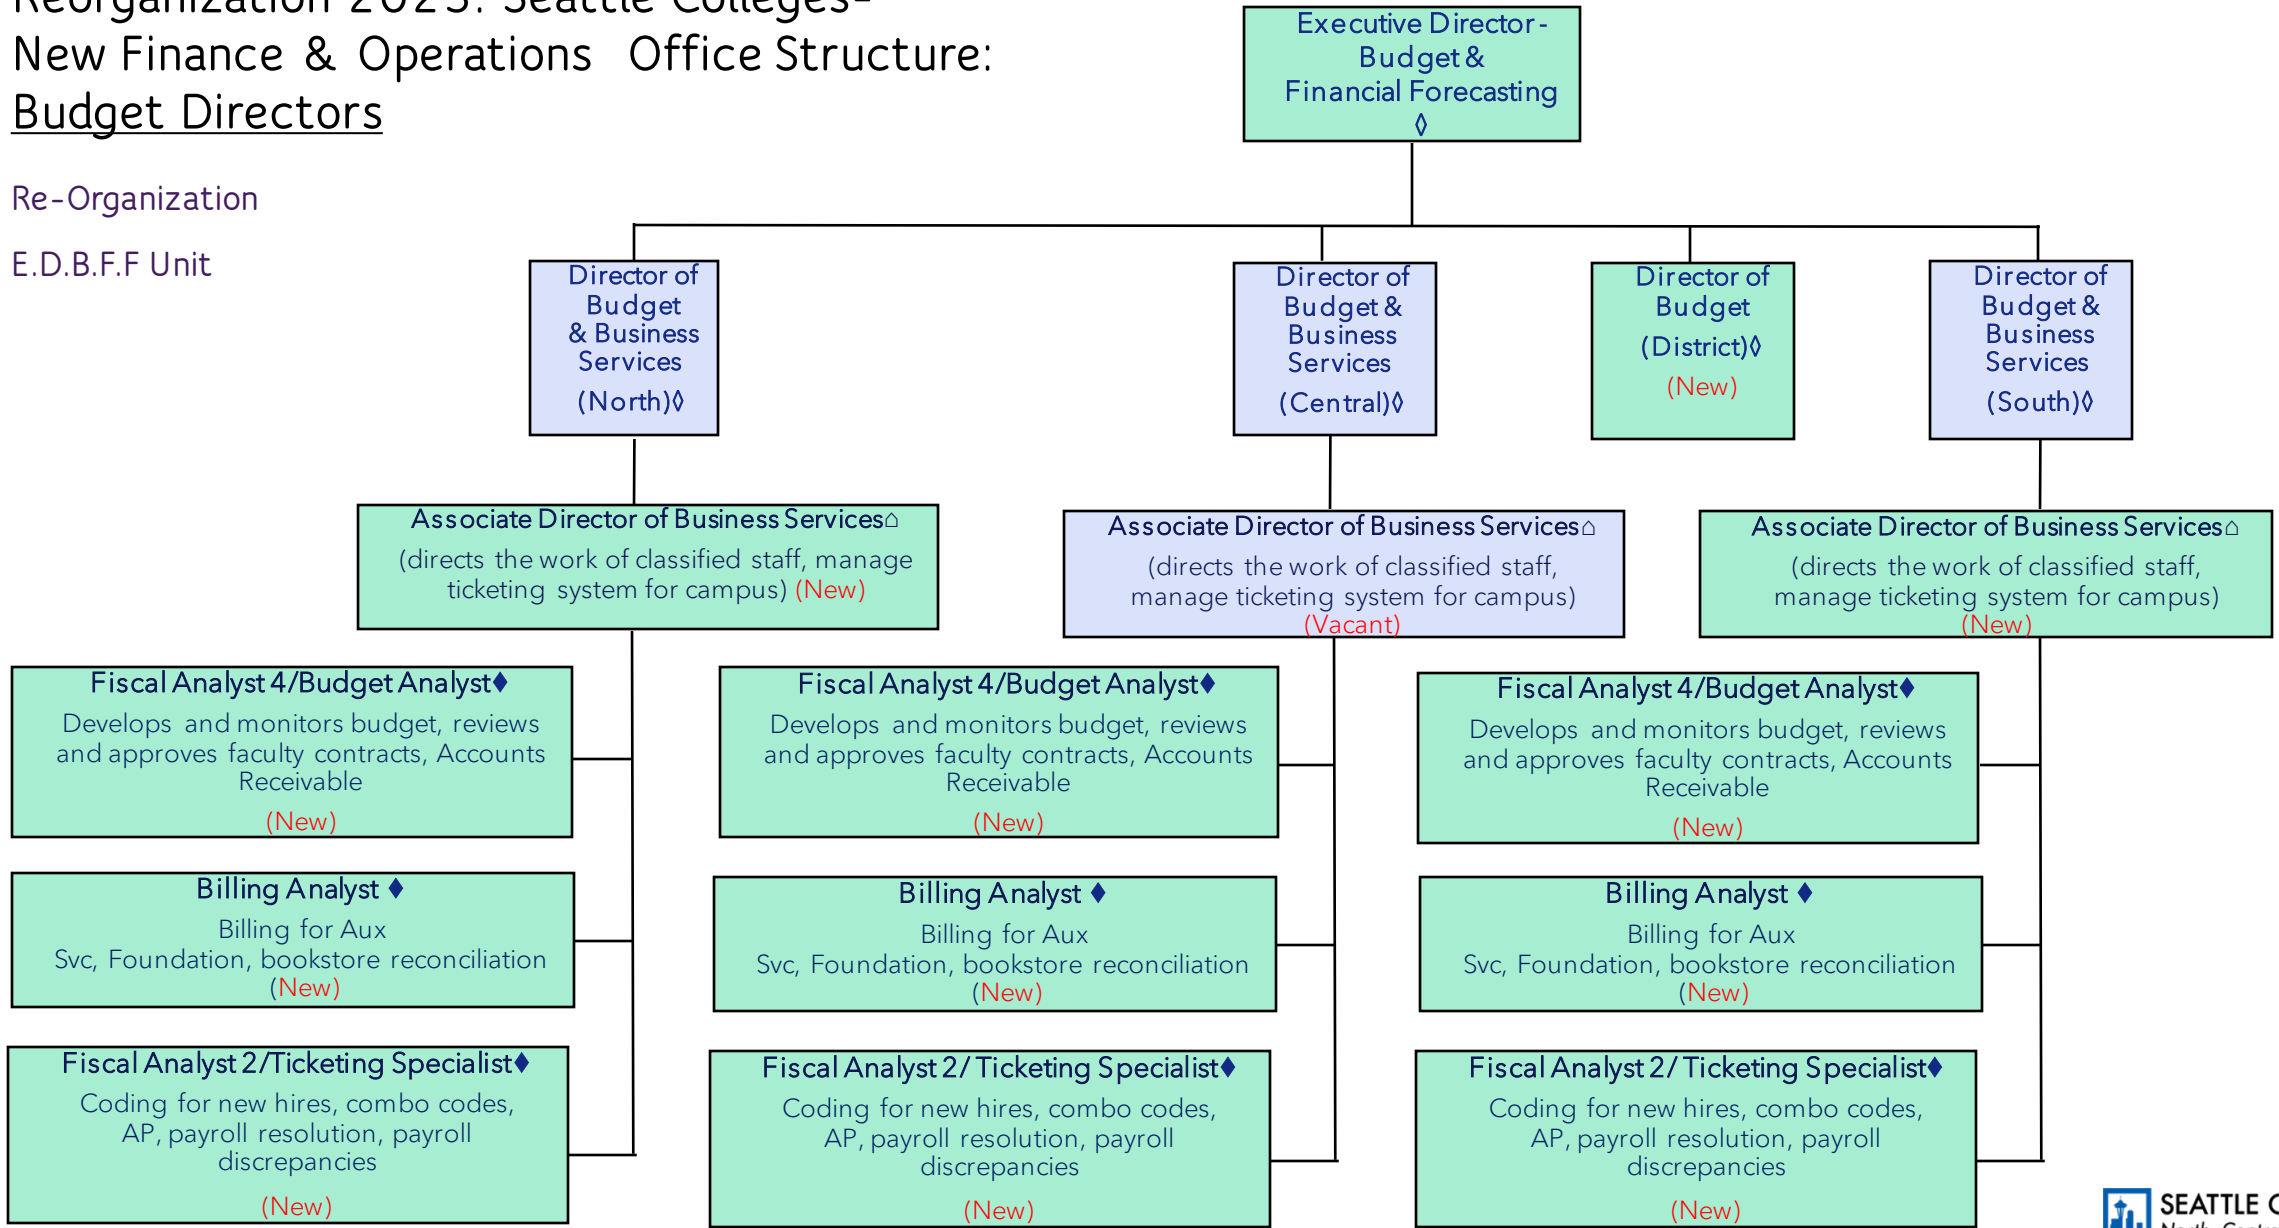 Reorganization 2023: Seattle Colleges-
New Finance & Operations Office Structure:
Budget Directors
Re-Organization
E.D.B.F.F Unit
Executive Director-
Budget &
Financial Forecasting
◊
Director of
Budget
& Business
Services
(North)◊
Director of
Budget &
Business
Services
(Central)◊
Director of
Budget
(District)◊
(New)
Director of
Budget &
Business
Services
(South)◊
Associate Director of Business Services⌂
(directs the work of classified staff, manage
ticketing system for campus) (New)
Associate Director of Business Services⌂
(directs the work of classified staff,
manage ticketing system for campus)
(Vacant)
Associate Director of Business Services⌂
(directs the work of classified staff,
manage ticketing system for campus)
(New)
Fiscal Analyst 4/Budget Analyst♦
Develops and monitors budget, reviews
and approves faculty contracts, Accounts
Receivable
(New)
Fiscal Analyst 4/Budget Analyst♦
Develops and monitors budget, reviews
and approves faculty contracts, Accounts
Receivable
(New)
Fiscal Analyst 4/Budget Analyst♦
Develops and monitors budget, reviews
and approves faculty contracts, Accounts
Receivable
(New)
Billing Analyst ♦
Billing for Aux
Svc, Foundation, bookstore reconciliation
(New)
Billing Analyst ♦
Billing for Aux
Svc, Foundation, bookstore reconciliation
(New)
Billing Analyst ♦
Billing for Aux
Svc, Foundation, bookstore reconciliation
(New)
Fiscal Analyst 2/Ticketing Specialist♦
Coding for new hires, combo codes,
AP, payroll resolution, payroll
discrepancies
(New)
Fiscal Analyst 2/ Ticketing Specialist♦
Coding for new hires, combo codes,
AP, payroll resolution, payroll
discrepancies
(New)
Fiscal Analyst 2/ Ticketing Specialist♦
Coding for new hires, combo codes,
AP, payroll resolution, payroll
discrepancies
(New)
SEATTLE